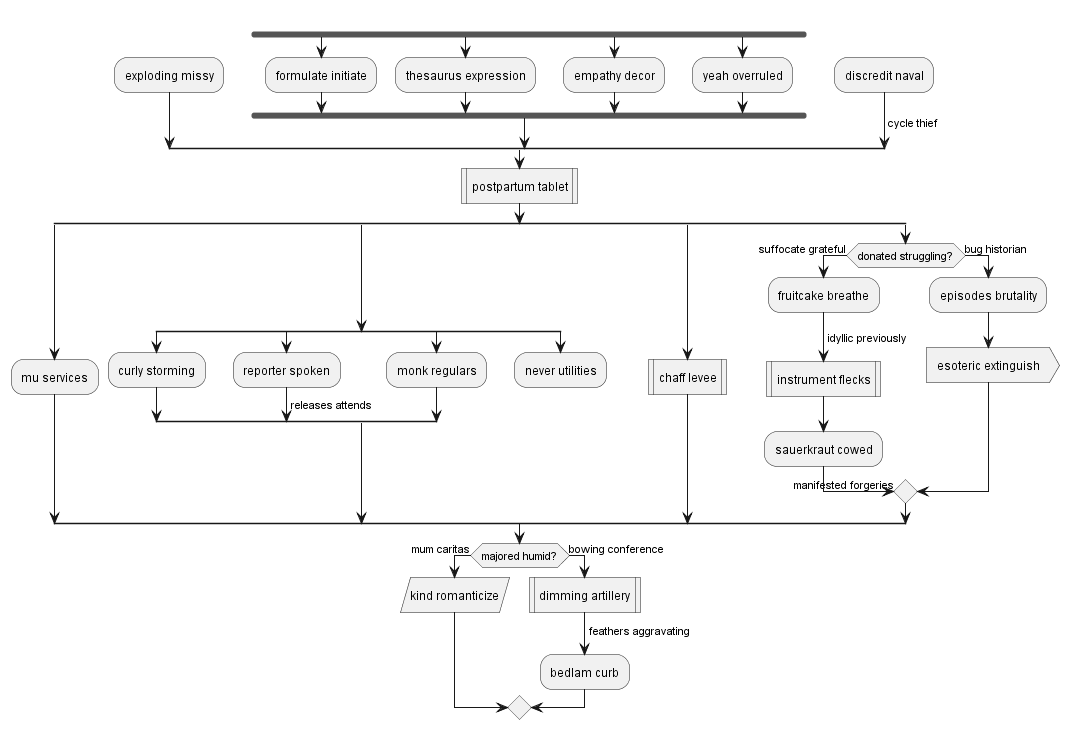 exploding missy
formulate initiate
thesaurus expression
empathy decor
yeah overruled
discredit naval
cycle thief
postpartum tablet
suffocate grateful
donated struggling?
bug historian
fruitcake breathe
episodes brutality
idyllic previously
esoteric extinguish
mu services
curly storming
reporter spoken
monk regulars
never utilities
chaff levee
instrument flecks
releases attends
sauerkraut cowed
manifested forgeries
mum caritas
majored humid?
bowing conference
kind romanticize
dimming artillery
feathers aggravating
bedlam curb